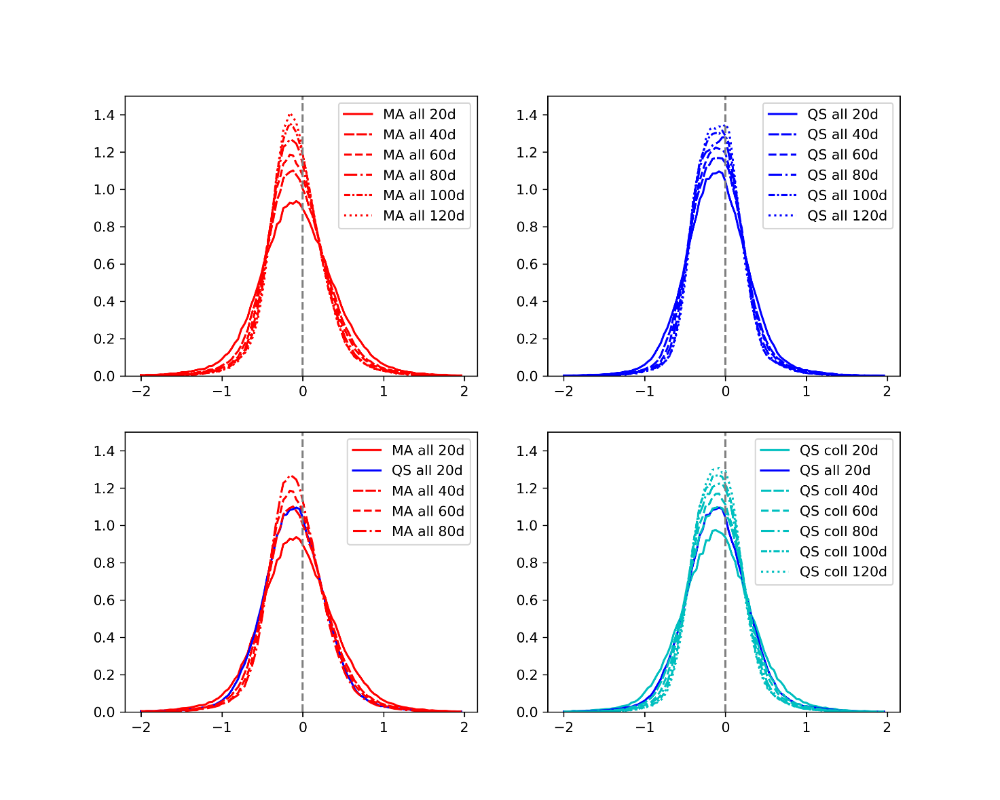 1.4
1.2
1.0
0.8
0.6
0.4
0.2
0.0
−2
−1
0
1
2
MA all 20d
MA all 40d
MA all 60d
MA all 80d
MA all 100d
MA all 120d
1.4
1.2
1.0
0.8
0.6
0.4
0.2
0.0
−2
−1
0
1
2
QS all 20d
QS all 40d
QS all 60d
QS all 80d
QS all 100d
QS all 120d
1.4
1.2
1.0
0.8
0.6
0.4
0.2
0.0
−2
−1
0
1
2
MA all 20d
QS all 20d
MA all 40d
MA all 60d
MA all 80d
1.4
1.2
1.0
0.8
0.6
0.4
0.2
0.0
−2
−1
0
1
2
QS coll 20d
QS all 20d
QS coll 40d
QS coll 60d
QS coll 80d
QS coll 100d
QS coll 120d